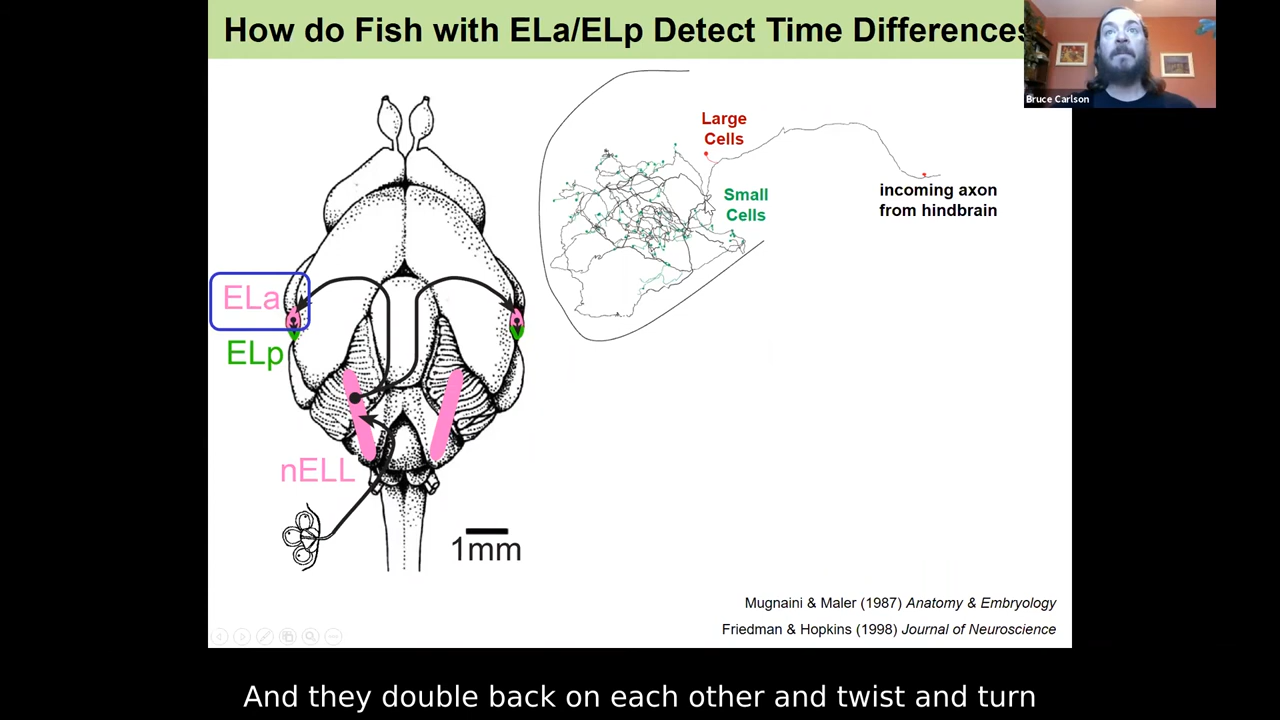 How do Fish with ELa/ELp Detect Time Differences
Bruce Carlson
Large
Cells
Small
Cells
incoming axon
from hindbrain
ELa
ELp
nELL
1mm
Mugnaini & Maler (1987) Anatomy & Embryology
Friedman & Hopkins (1998) Journal of Neuroscience
And they double back on each other and twist and turn